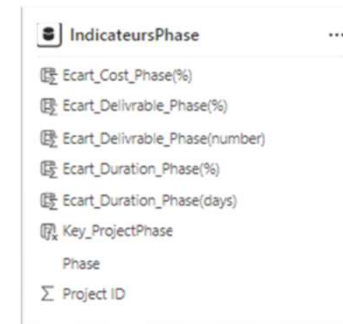 IndicateursPhase
Ecart_Cost_Phase(%)
Ecart_Delivrable_Phase(%)
Ecart_Delivrable_Phase(number)
Ecart_Duration_Phase(%)
Ecart_Duration_Phase(days)
Key_ProjectPhase
Phase
Project ID